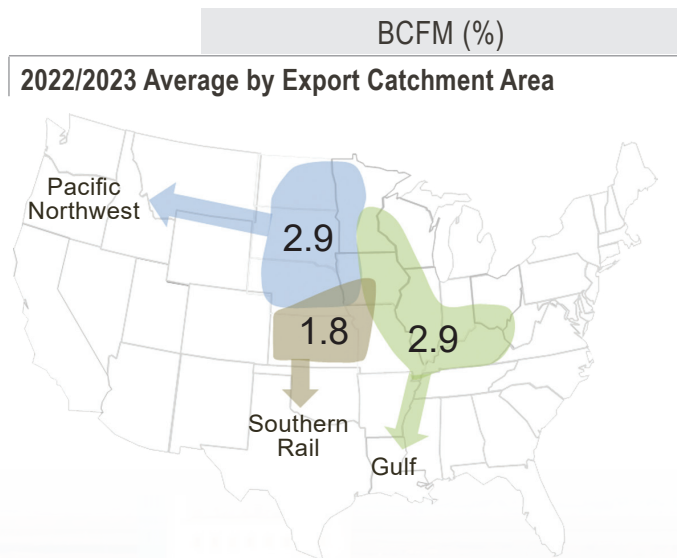 BCFM (%)
2022/2023 Average by Export Catchment Area
Pacific
Northwest
2.9
1.8
2.9
Southern
Rail
Gulf